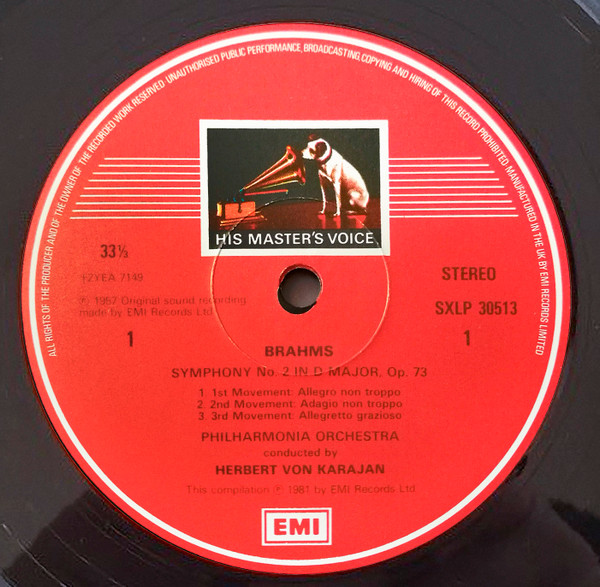 ALL RIGHTS OF THE PRODUCER AND OF THE OWNER OF THE RECORDED WORK RESERVED. UNAUTHORISED PUBLIC PERFORMANCE, BROADCASTING, COPYING AND HIRING OF THIS RECORD PROHIBITED. MANUFACTURED IN THE UK BY EMI RECORDS LIMITED
HIS MASTER'S VOICE
33⅓
STEREO
YEA 7149
SXLP 30513
℗ 1957 Original sound recording
made by EMI Records Ltd
1
1
BRAHMS
SYMPHONY No. 2 IN D MAJOR, Op. 73
1. 1st Movement: Allegro non troppo
2. 2nd Movement: Adagio non troppo
3. 3rd Movement: Allegretto grazioso
PHILHARMONIA ORCHESTRA
conducted by
HERBERT VON KARAJAN
This compilation ℗ 1981 by EMI Records Ltd.
EMI